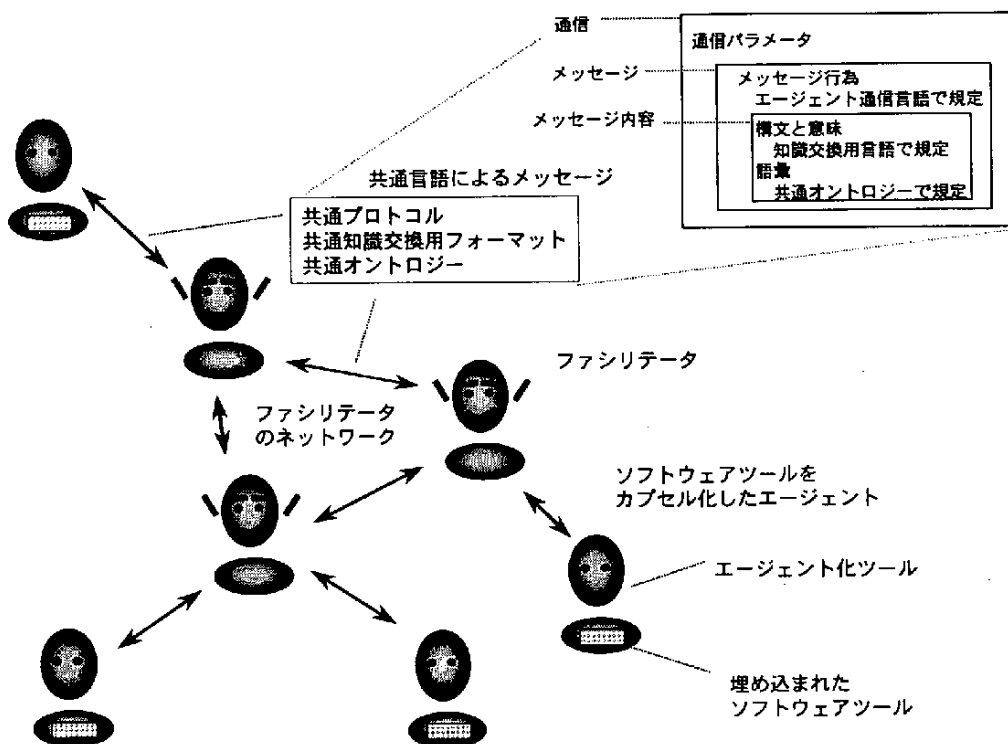 通信
通信パラメータ
メッセージ
メッセージ行為
エージェント通信言語で規定
メッセージ内容
構文と意味
知識交換用言語で規定
語彙
共通オントロジーで規定
共通言語によるメッセージ
共通プロトコル
共通知識交換用フォーマット
共通オントロジー
ファシリテータ
ファシリテータ
のネットワーク
ソフトウェアツールを
カプセル化したエージェント
エージェント化ツール
埋め込まれた
ソフトウェアツール